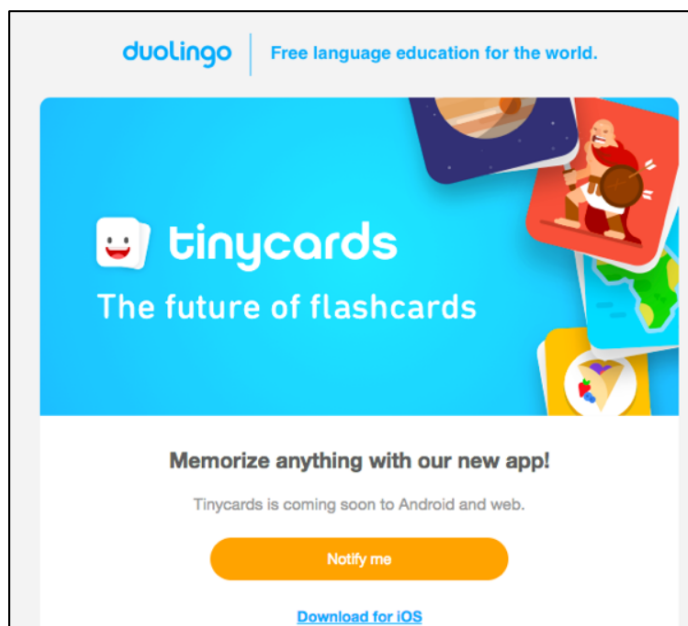 duolingo
Free language education for the world.
tinycards
The future of flashcards
Memorize anything with our new app!
Tinycards is coming soon to Android and web.
Notify me
Download for iOS